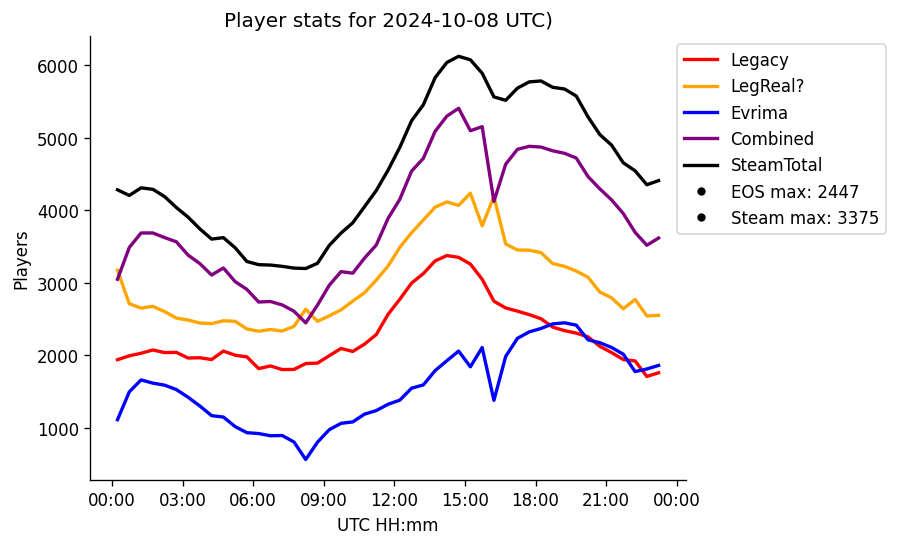 Player stats for 2024-10-08 UTC)
Legacy
LegReal?
Evrima
Combined
SteamTotal
EOS max: 2447
Steam max: 3375
Players
6000
5000
4000
3000
2000
1000
00:00 03:00 06:00 09:00 12:00 15:00 18:00 21:00 00:00
UTC HH:mm